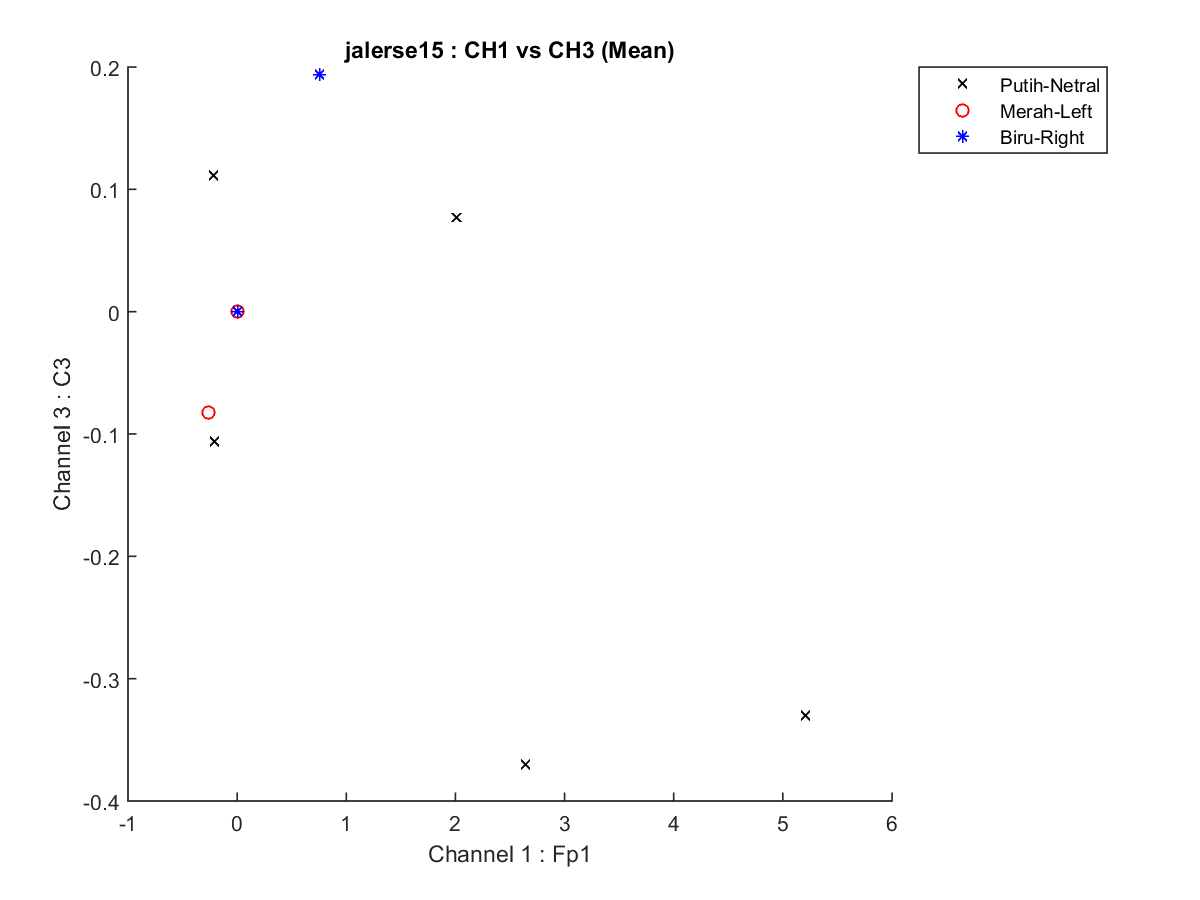 jalerse15 : CH1 vs CH3 (Mean)
Putih-Netral
Merah-Left
Biru-Right
0.2
0.1
0
-0.1
-0.2
-0.3
-0.4
Channel 3 : C3
-1 0 1 2 3 4 5 6
Channel 1 : Fp1